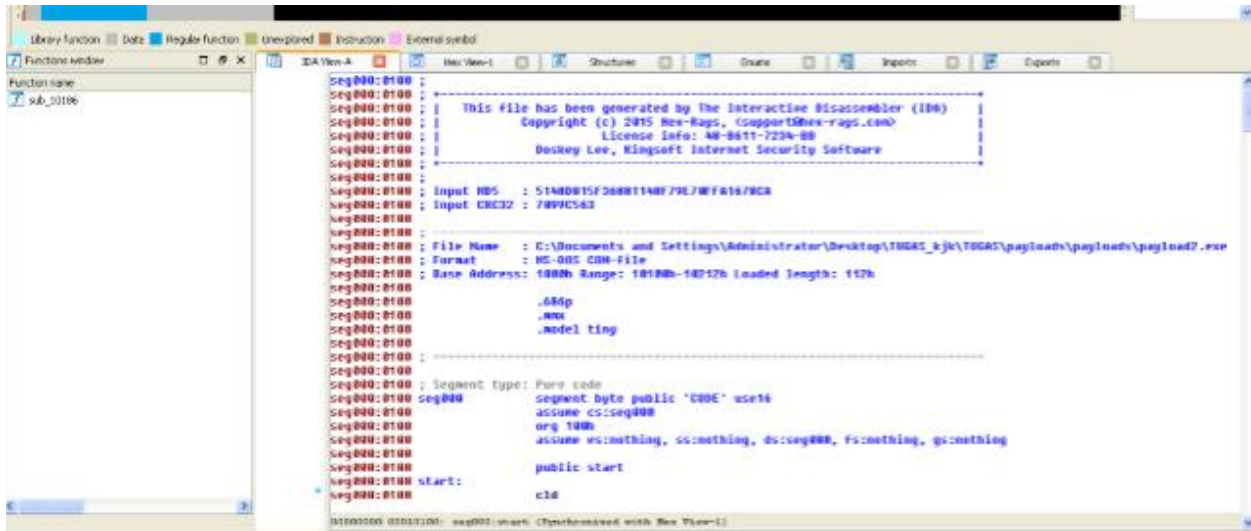 Library function Data Regular function Unexplored Instruction External symbol
Functions window IDA View-A Hex View-1 Structures Enums Imports Exports
Function name
sub_10186
seg000:0100 ;
seg000:0100 ;
seg000:0100 ; | This file has been generated by The Interactive Disassembler (IDA) |
seg000:0100 ; | Copyright (c) 2015 Hex-Rays, <support@hex-rays.com> |
seg000:0100 ; | License info: |
seg000:0100 ; | Doskey Lee, Kingsoft Internet Security Software |
seg000:0100 ;
seg000:0100 ;
seg000:0100 ; Input MD5 :
seg000:0100 ; Input CRC32 :
seg000:0100
seg000:0100 ;
seg000:0100 ; File Name : C:\Documents and Settings\Administrator\Desktop\TUGAS_kjk\TUGAS\payloads\payloads\payload2.exe
seg000:0100 ; Format : MS-DOS COM-file
seg000:0100 ; Base Address: 1000h Range: 10100h-10212h Loaded length: 112h
seg000:0100
seg000:0100 .686p
seg000:0100 .mmx
seg000:0100 .model tiny
seg000:0100
seg000:0100 ;
seg000:0100
seg000:0100 ; Segment type: Pure code
seg000:0100 seg000 segment byte public 'CODE' use16
seg000:0100 assume cs:seg000
seg000:0100 org 100h
seg000:0100 assume es:nothing, ss:nothing, ds:seg000, fs:nothing, gs:nothing
seg000:0100
seg000:0100 public start
seg000:0100 start:
seg000:0100 cld
00000000 00010100: seg000:start (Synchronized with Hex View-1)